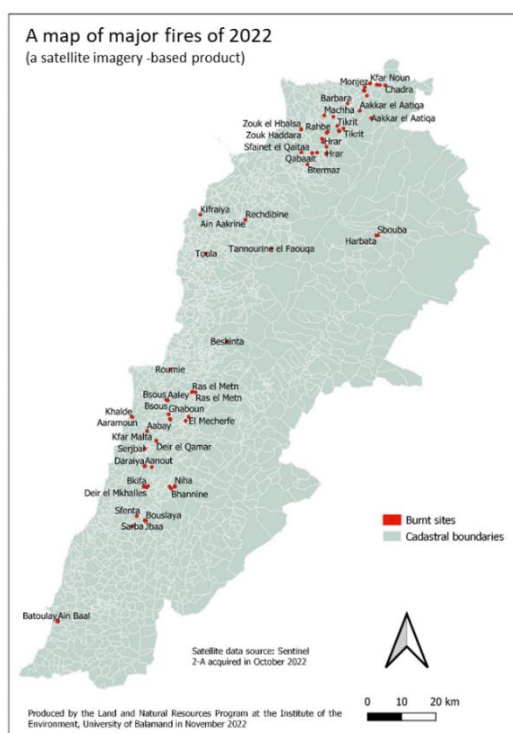 A map of major fires of 2022
(a satellite imagery -based product)
Monjez
Kfar Noun
Chadra
Barbara
Aakkar el Aatiqa
Machha
Aakkar el Aatiqa
Zouk el Hbalsa
Rahbe
Tikrit
Zouk Haddara
Tikrit
Hrar
Sfainet el Qaitaa
Hrar
Qabaait
Btermaz
Kifraiya
Rechdibine
Ain Aakrine
Sbouba
Harbata
Tannourine el Faouqa
Toula
Beskinta
Roumie
Ras el Metn
Bsous Aaley
Ras el Metn
Bsous
Ghaboun
Khalde
El Mecherfe
Aaramoun
Aabay
Kfar Malta
Deir el Qamar
Serjbal
Daraiya Aanout
Bkifa
Niha
Deir el Mkhalles
Bhannine
Sfenta
Bouslaya
Sarba Jbaa
Burnt sites
Cadastral boundaries
Batoulay Ain Baal
Satellite data source: Sentinel
2-A acquired in October 2022
0 10 20 km
Produced by the Land and Natural Resources Program at the Institute of the
Environment, University of Balamand in November 2022